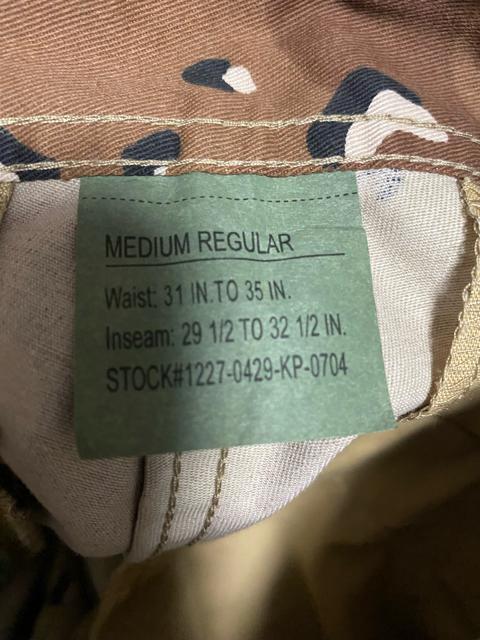 MEDIUM REGULAR
Waist: 31 IN.TO 35 IN.
Inseam: 29 1/2 TO 32 1/2 IN.
STOCK#1227-0429-KP-0704